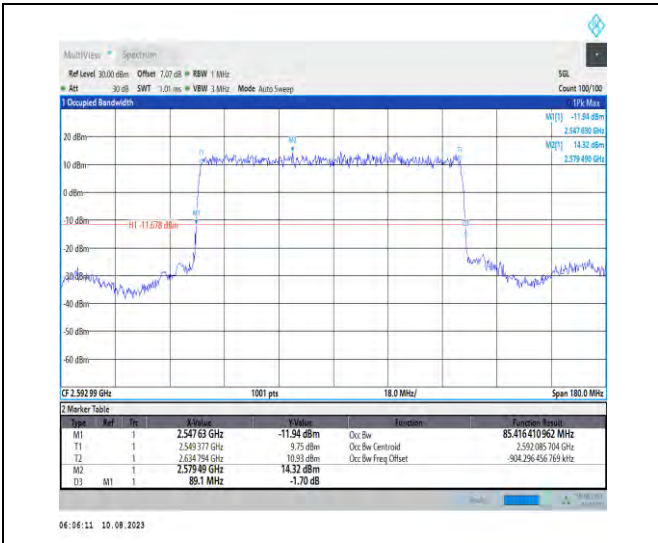 MultiView Spectrum
Ref Level 30.00 dBm Offset 7.07 dB RBW 1 MHz SGL
Att 30 dB SWT 1.01 ms VBW 3 MHz Mode Auto Sweep Count 100/100
1 Occupied Bandwidth 1Pk Max
M1[1] -11.94 dBm
2.547 630 GHz
M2[1] 14.32 dBm
2.579 490 GHz
20 dBm
M2
T1
10 dBm
0 dBm
-10 dBm
M1
H1 -11.678 dBm
-20 dBm
-30 dBm
-40 dBm
-50 dBm
-60 dBm
CF 2.592 99 GHz 1001 pts 18.0 MHz/ Span 180.0 MHz
2 Marker Table
Type Ref Trc X-Value Y-Value Function Function Result
M1 1 2.547 63 GHz -11.94 dBm Occ Bw 85.416 410 962 MHz
T1 1 2.549 377 GHz 9.75 dBm Occ Bw Centroid 2.592 085 704 GHz
T2 1 2.634 794 GHz 10.93 dBm Occ Bw Freq Offset -904.296 456 769 kHz
M2 1 2.579 49 GHz 14.32 dBm
D3 M1 1 89.1 MHz -1.70 dB
06:06:11 10.08.2023